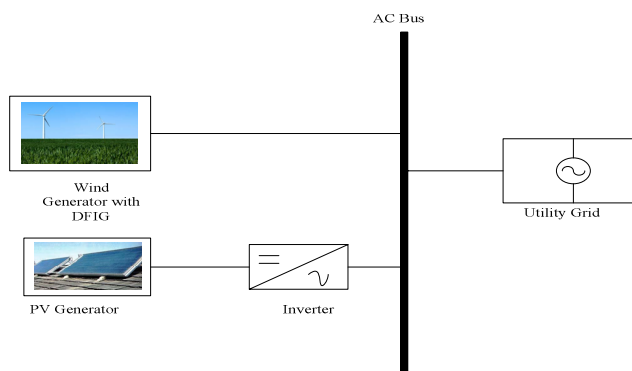 AC Bus
Wind
Generator with
DFIG
Utility Grid
PV Generator
Inverter